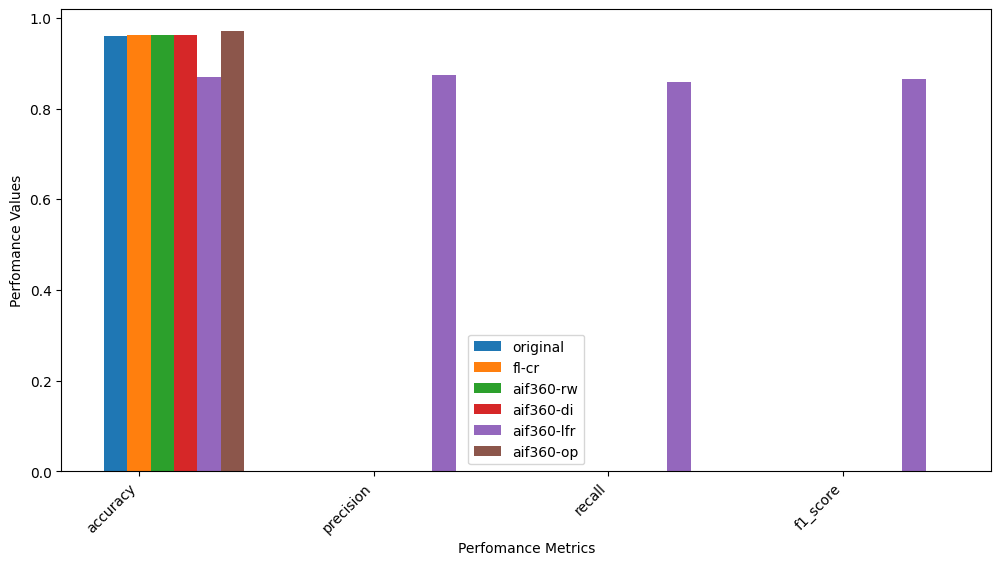 1.0
0.8
0.6
0.4
0.2
0.0
Perfomance Values
original
fl-cr
aif360-rw
aif360-di
aif360-lfr
aif360-op
accuracy
precision
recall
f1_score
Perfomance Metrics